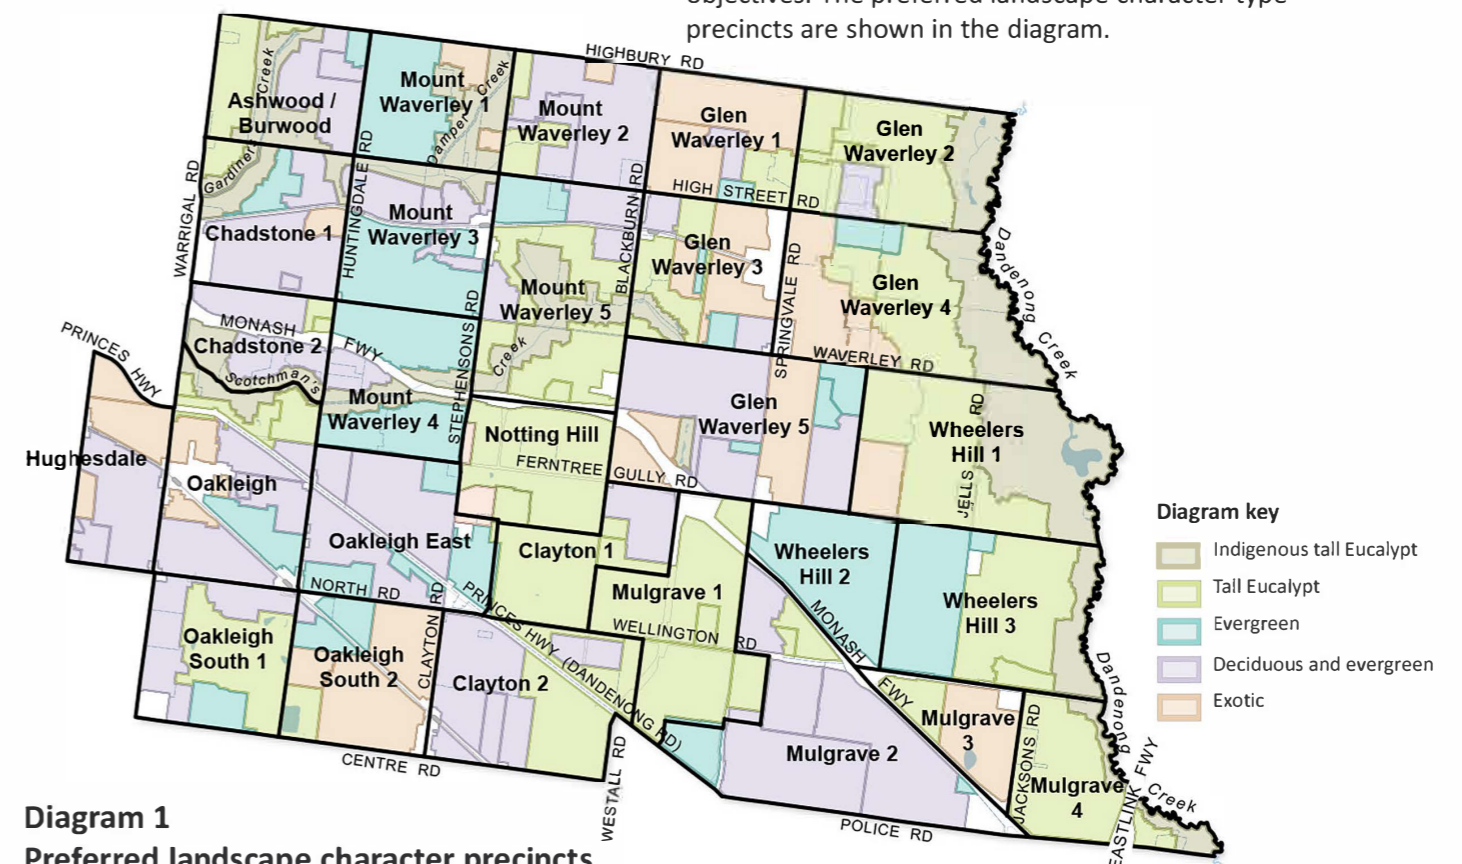 objectives. The preferred landscape character type
precincts are shown in the diagram.
HIGHBURY RD
Ashwood /
Burwood
Gardiners Creek
Mount
Waverley 1
Damper Creek
Mount
Waverley 2
Glen
Waverley 1
Glen
Waverley 2
WARRIGAL RD
HUNTINGDALE RD
BLACKBURN RD
HIGH STREET RD
Chadstone 1
Mount
Waverley 3
Glen
Waverley 3
SPRINGVALE RD
Glen
Waverley 4
Dandenong Creek
Mount
Waverley 5
Creek
STEPHENSONS RD
PRINCES HWY
MONASH FWY
Chadstone 2
Scotchman's
Mount
Waverley 4
WAVERLEY RD
Glen
Waverley 5
Wheelers
Hill 1
JELLS RD
Hughesdale
Oakleigh
Notting Hill
FERNTREE GULLY RD
Oakleigh East
Clayton 1
Wheelers
Hill 2
Wheelers
Hill 3
NORTH RD
PRINCES HWY (DANDENONG RD)
Mulgrave 1
WELLINGTON RD
MONASH FWY
Oakleigh
South 1
Oakleigh
South 2
CLAYTON RD
Clayton 2
Mulgrave 2
Mulgrave
3
JACKSONS RD
Mulgrave
4
Dandenong Creek
EASTLINK FWY
CENTRE RD
WESTALL RD
POLICE RD
Diagram key
Indigenous tall Eucalypt
Tall Eucalypt
Evergreen
Deciduous and evergreen
Exotic
Diagram 1
Preferred landscape character precincts